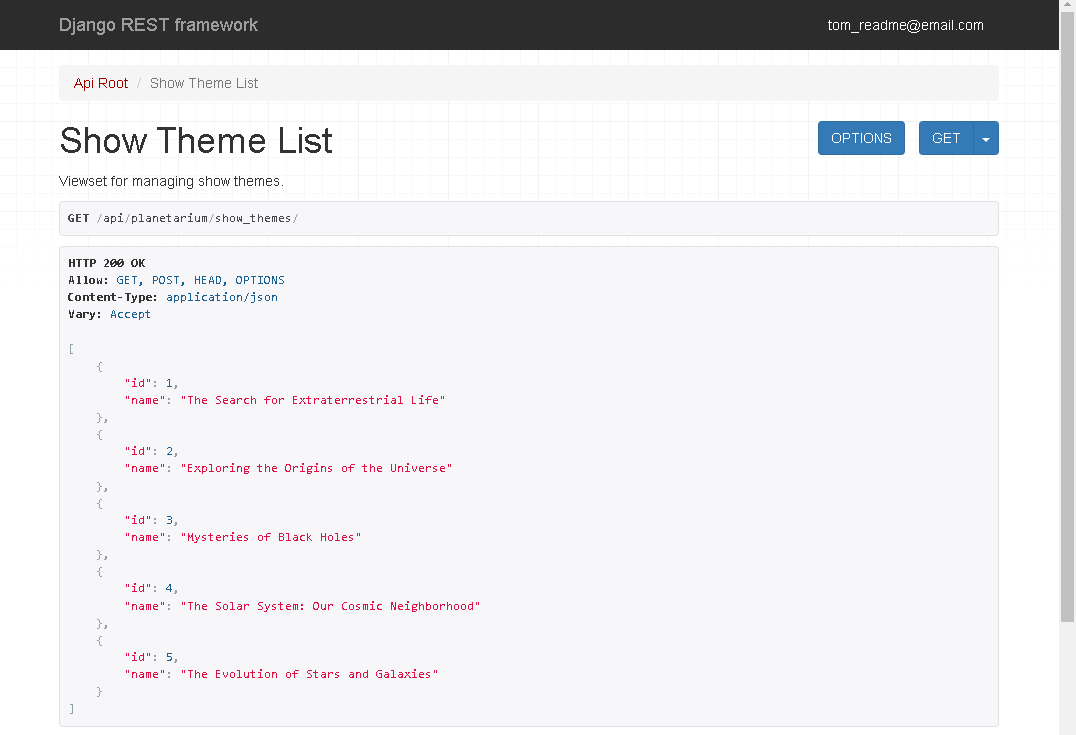 Django REST framework
tom_readme@email.com
Api Root / Show Theme List
Show Theme List
OPTIONS
GET
Viewset for managing show themes.
GET /api/planetarium/show_themes/
HTTP 200 OK
Allow: GET, POST, HEAD, OPTIONS
Content-Type: application/json
Vary: Accept
[
{
"id": 1,
"name": "The Search for Extraterrestrial Life"
},
{
"id": 2,
"name": "Exploring the Origins of the Universe"
},
{
"id": 3,
"name": "Mysteries of Black Holes"
},
{
"id": 4,
"name": "The Solar System: Our Cosmic Neighborhood"
},
{
"id": 5,
"name": "The Evolution of Stars and Galaxies"
}
]